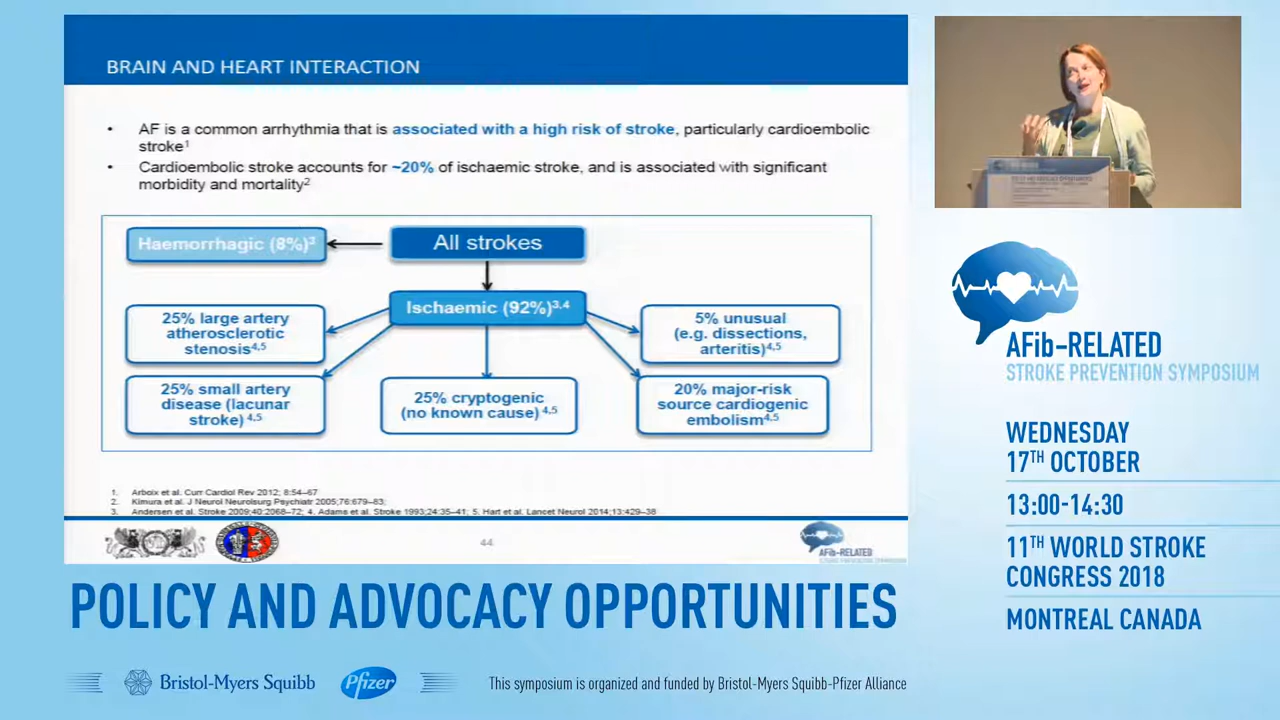 BRAIN AND HEART INTERACTION
• AF is a common arrhythmia that is associated with a high risk of stroke, particularly cardioembolic
stroke1
• Cardioembolic stroke accounts for ~20% of ischaemic stroke, and is associated with significant
morbidity and mortality2
Haemorrhagic (8%)3
All strokes
Ischaemic (92%)3,4
25% large artery
atherosclerotic
stenosis4,5
5% unusual
(e.g. dissections,
arteritis)4,5
25% small artery
disease (lacunar
stroke) 4,5
25% cryptogenic
(no known cause) 4,5
20% major-risk
source cardiogenic
embolism4,5
1. Arboix et al. Curr Cardiol Rev 2012; 8:54–67
2. Kimura et al. J Neurol Neurolsurg Psychiatr 2005;76:679–83;
3. Andersen et al. Stroke 2009;40:2068–72; 4. Adams et al. Stroke 1993;24:35–41; 5. Hart et al. Lancet Neurol 2014;13:429–38
44
AFib-RELATED
STROKE PREVENTION SYMPOSIUM
POLICY AND ADVOCACY OPPORTUNITIES
Bristol-Myers Squibb
Pfizer
This symposium is organized and funded by Bristol-Myers Squibb-Pfizer Alliance
AFib-RELATED
STROKE PREVENTION SYMPOSIUM
WEDNESDAY
17TH OCTOBER
13:00-14:30
11TH WORLD STROKE
CONGRESS 2018
MONTREAL CANADA